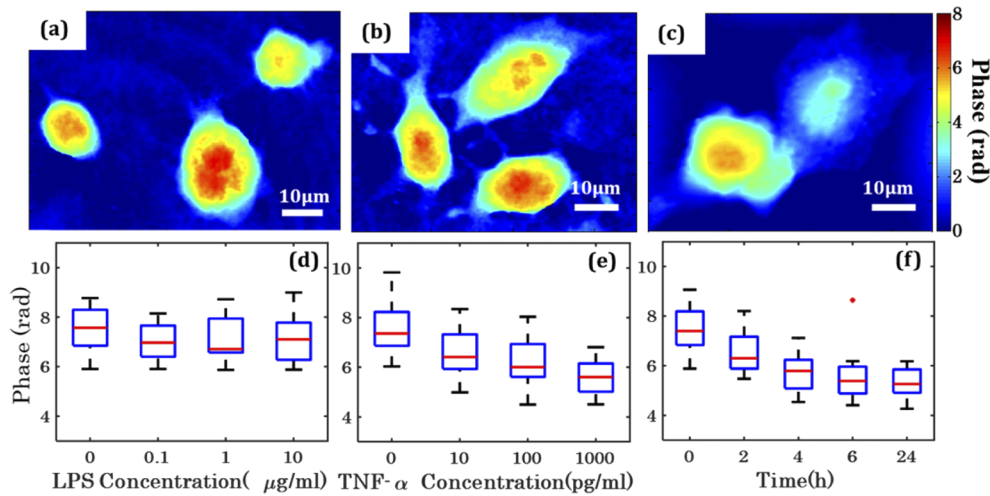 (a)
(b)
(c)
10μm
10μm
10μm
8
6
4
2
0
Phase (rad)
(d)
(e)
(f)
Phase (rad)
10
8
6
4
0 0.1 1 10
LPS Concentration( μg/ml)
10
8
6
4
0 10 100 1000
TNF-α Concentration(pg/ml)
10
8
6
4
0 2 4 6 24
Time(h)